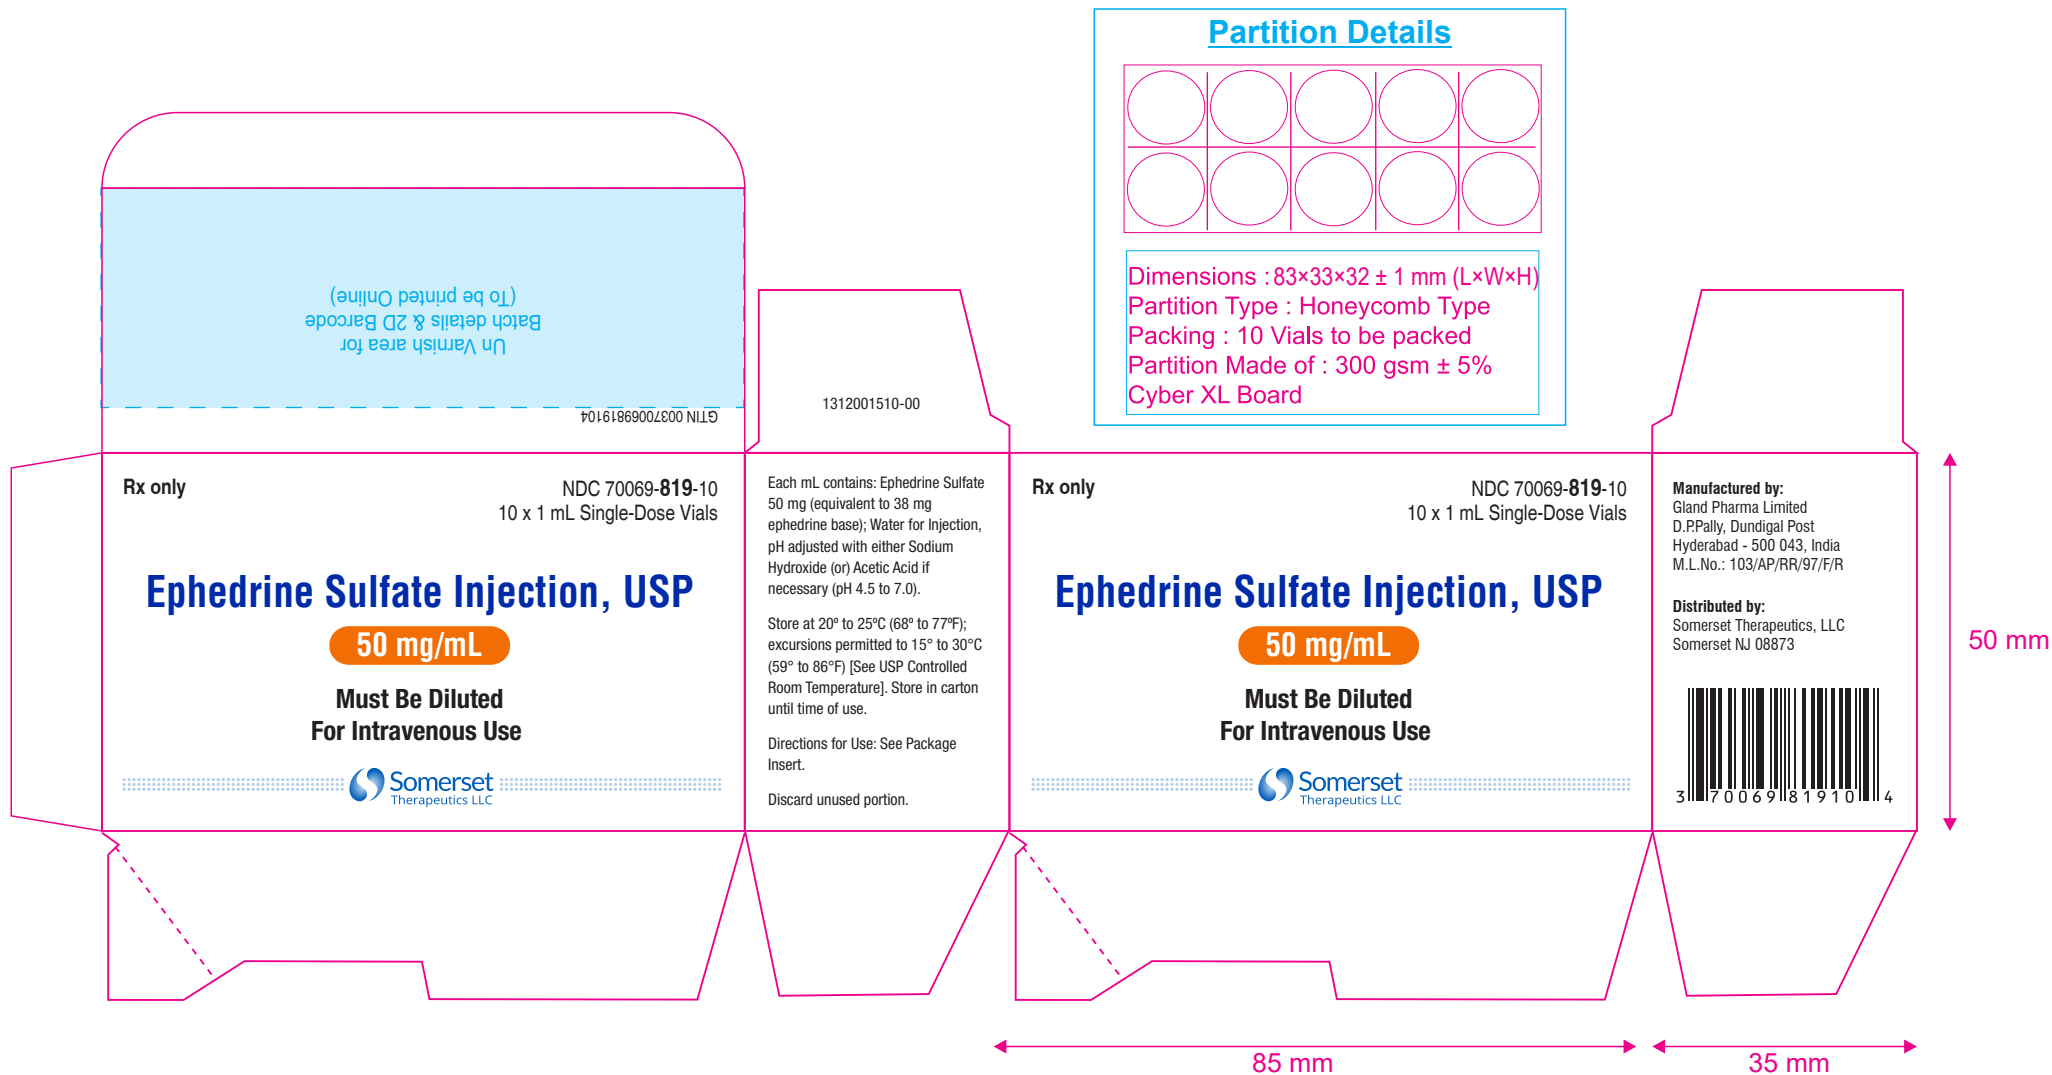 Partition Details
Dimensions : 83×33×32 ± 1 mm (L×W×H)
Partition Type : Honeycomb Type
Packing : 10 Vials to be packed
Partition Made of : 300 gsm ± 5%
Cyber XL Board
Un Varnish area for
Batch details & 2D Barcode
(To be printed Online)
GTIN 00370069819104
1312001510-00
Rx only
NDC 70069-819-10
10 x 1 mL Single-Dose Vials
Ephedrine Sulfate Injection, USP
50 mg/mL
Must Be Diluted
For Intravenous Use
Somerset
Therapeutics LLC
Each mL contains: Ephedrine Sulfate
50 mg (equivalent to 38 mg
ephedrine base); Water for Injection,
pH adjusted with either Sodium
Hydroxide (or) Acetic Acid if
necessary (pH 4.5 to 7.0).
Store at 20º to 25ºC (68º to 77ºF);
excursions permitted to 15° to 30°C
(59° to 86°F) [See USP Controlled
Room Temperature]. Store in carton
until time of use.
Directions for Use: See Package
Insert.
Discard unused portion.
Rx only
NDC 70069-819-10
10 x 1 mL Single-Dose Vials
Ephedrine Sulfate Injection, USP
50 mg/mL
Must Be Diluted
For Intravenous Use
Somerset
Therapeutics LLC
Manufactured by:
Gland Pharma Limited
D.P.Pally, Dundigal Post
Hyderabad - 500 043, India
M.L.No.: 103/AP/RR/97/F/R
Distributed by:
Somerset Therapeutics, LLC
Somerset NJ 08873
3 70069 81910 4
50 mm
85 mm
35 mm